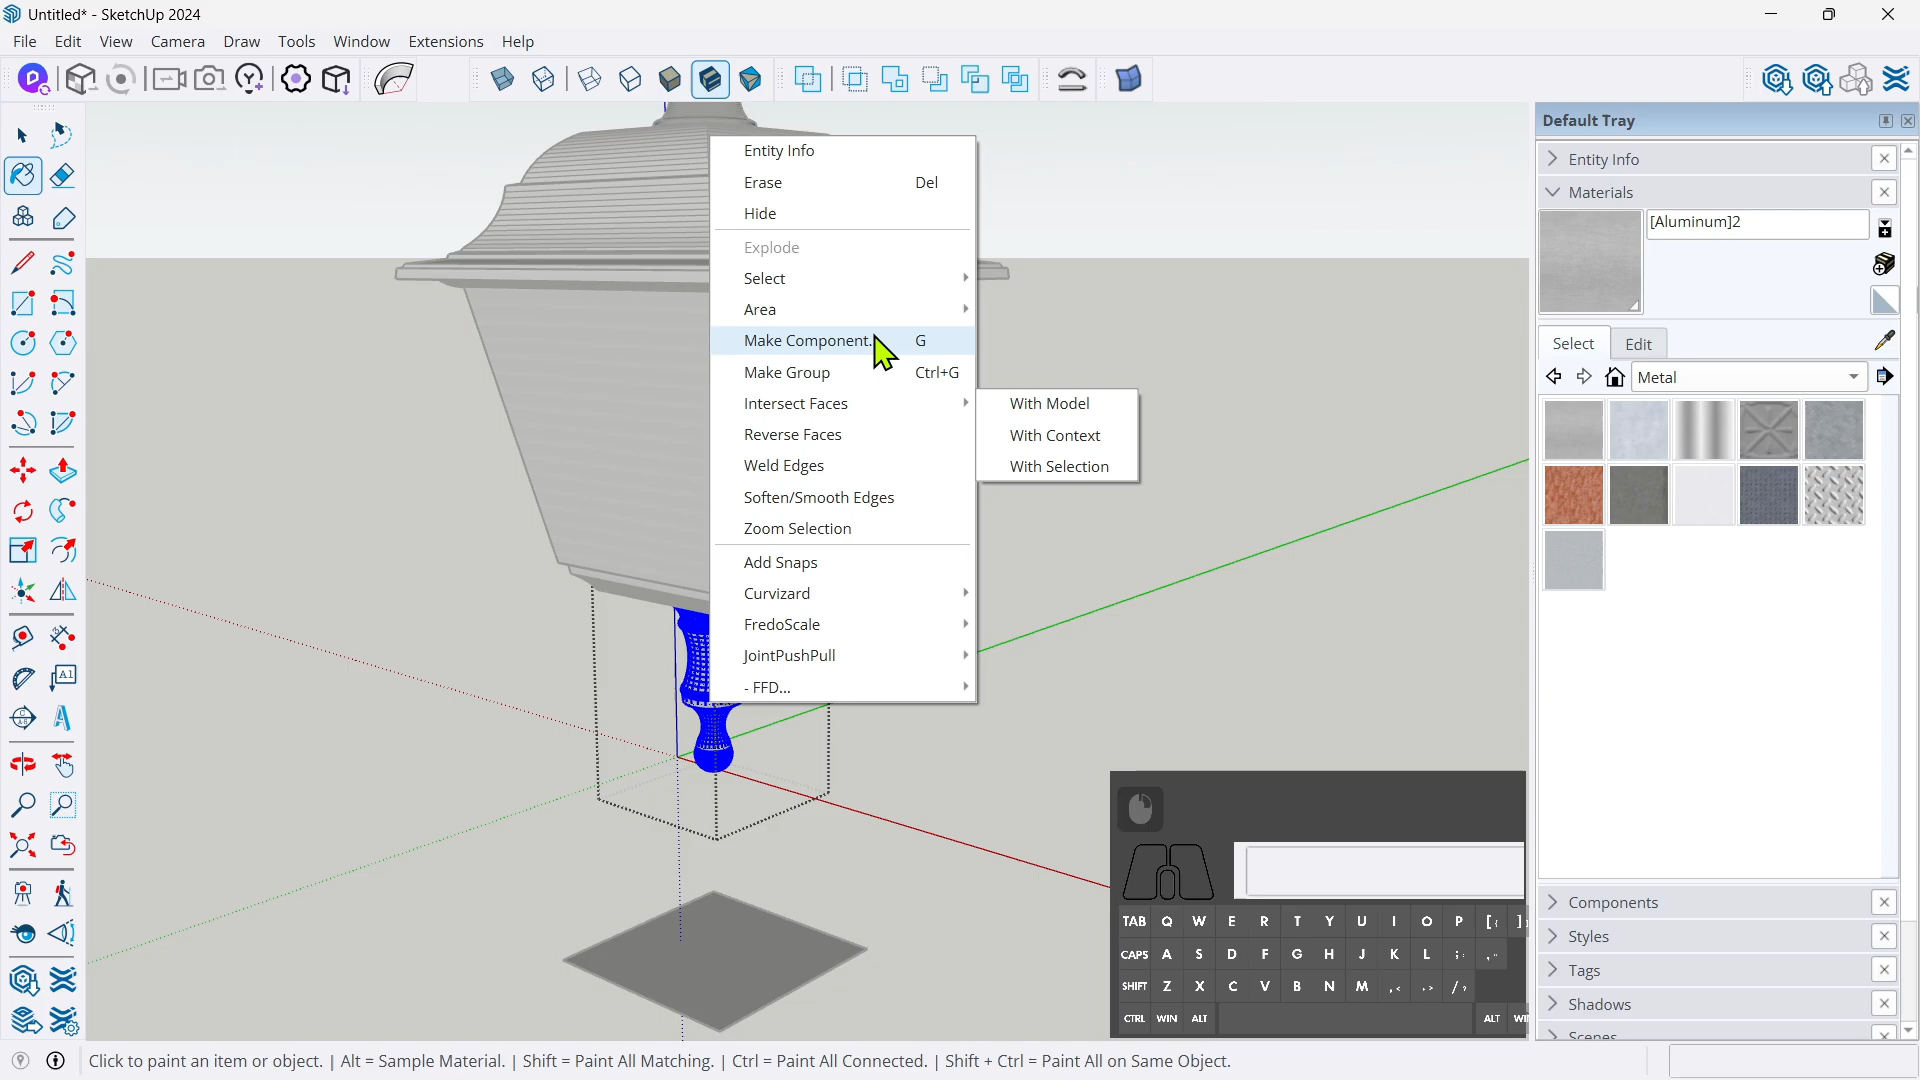 Untitled* - SketchUp 2024
File Edit View Camera Draw Tools Window Extensions Help
Default Tray
Entity Info
Materials
[Aluminum]2
Select Edit
Metal
Components
Styles
Tags
Shadows
Scenes
Entity Info
Erase Del
Hide
Explode
Select
Area
Make Component.. G
Make Group Ctrl+G
Intersect Faces
Reverse Faces
Weld Edges
Soften/Smooth Edges
Zoom Selection
Add Snaps
Curvizard
FredoScale
JointPushPull
- FFD...
With Model
With Context
With Selection
TAB Q W E R T Y U I O P [ { ] }
CAPS A S D F G H J K L ; : , "
SHIFT Z X C V B N M , < . > / ?
CTRL WIN ALT ALT WI
Click to paint an item or object. | Alt = Sample Material. | Shift = Paint All Matching. | Ctrl = Paint All Connected. | Shift + Ctrl = Paint All on Same Object.